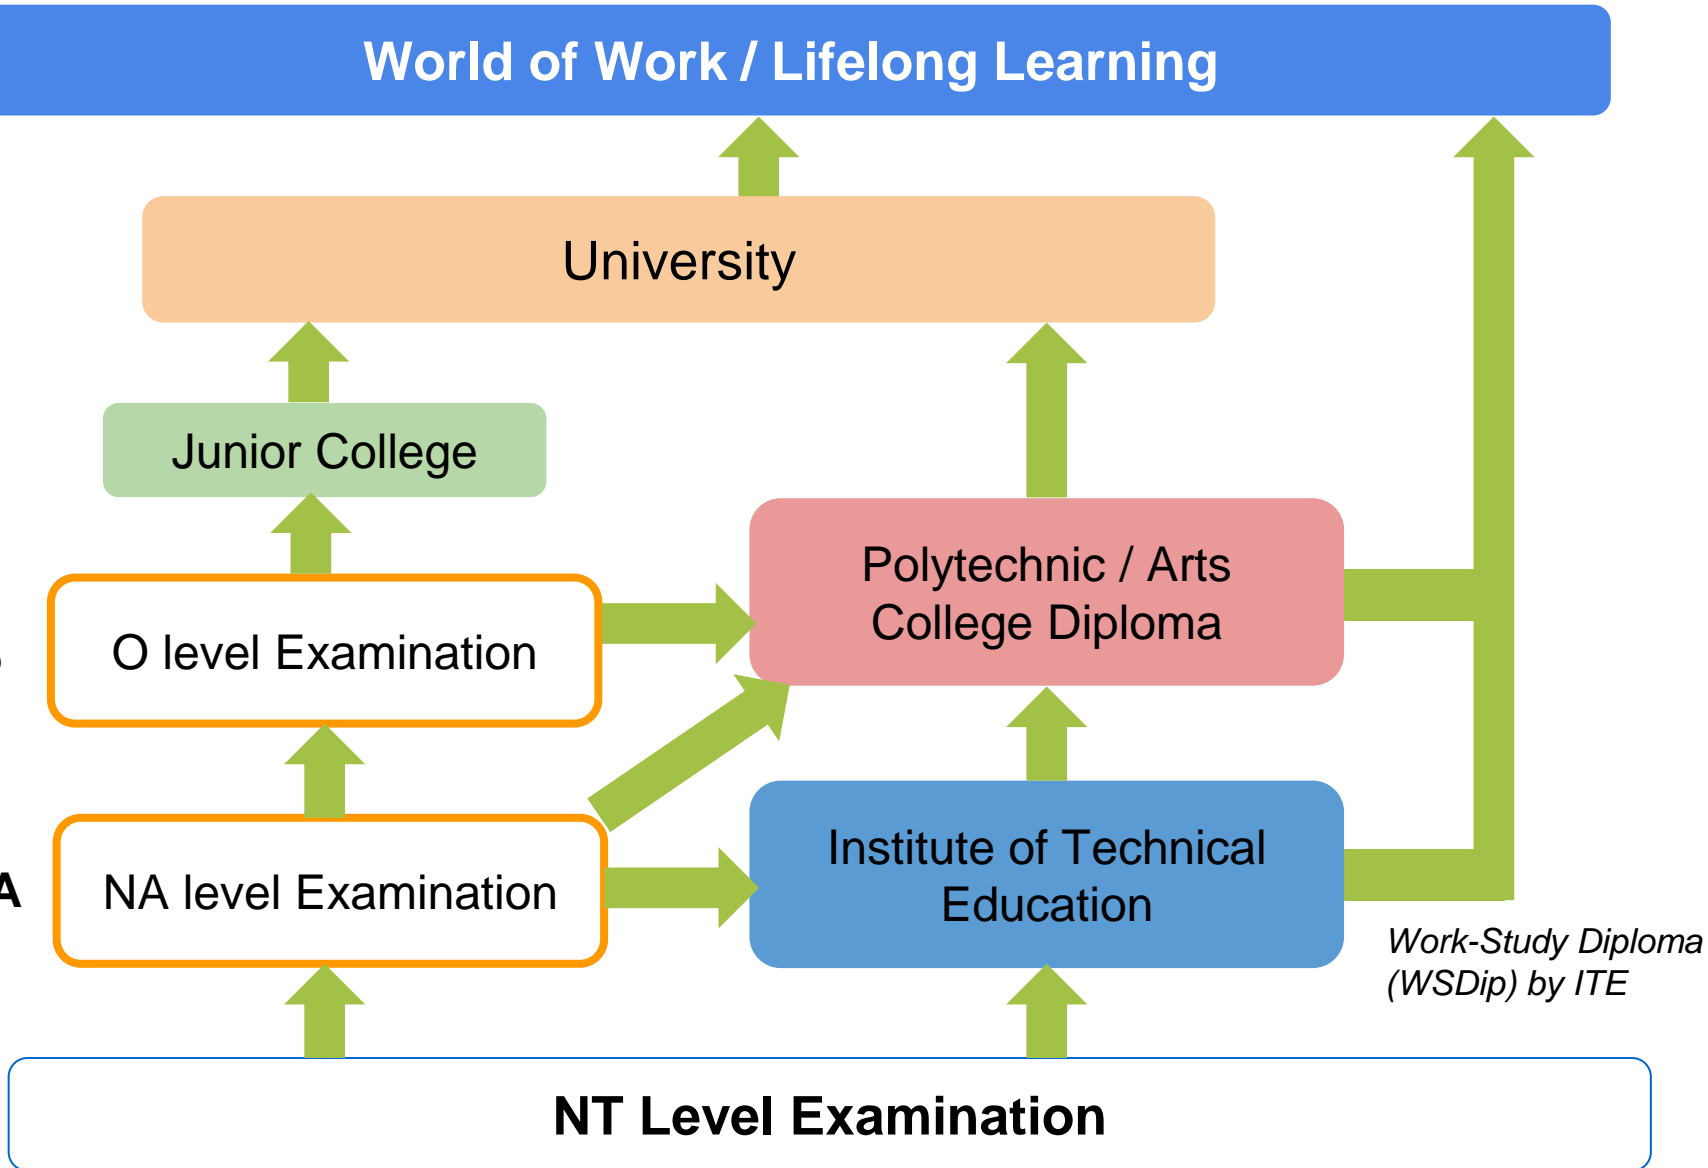 World of Work / Lifelong Learning
University
Junior College
Polytechnic / Arts
College Diploma
O level Examination
NA level Examination
Institute of Technical
Education
Work-Study Diploma
(WSDip) by ITE
NT Level Examination